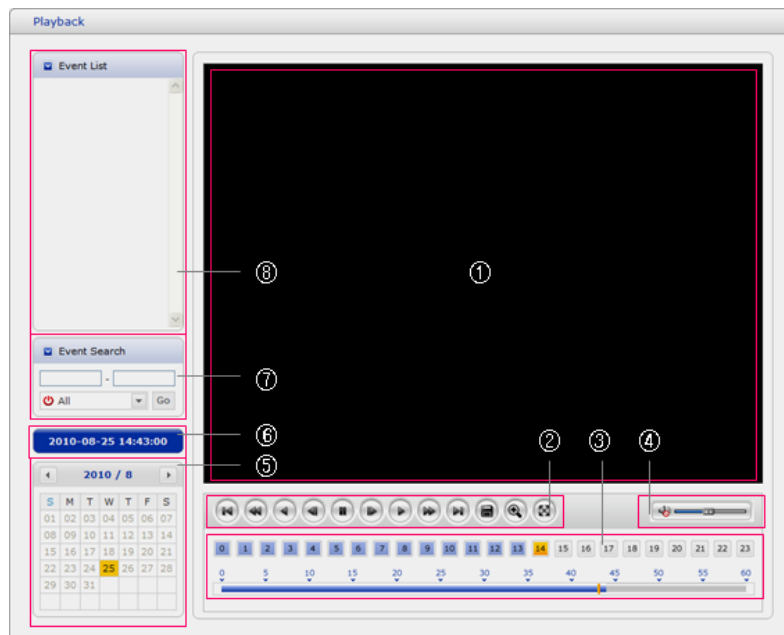 Playback
Event List
⑧
①
Event Search
-
All
Go
⑦
2010-08-25 14:43:00
⑥
② ③ ④
⑤
2010 / 8
S M T W T F S
01 02 03 04 05 06 07
08 09 10 11 12 13 14
15 16 17 18 19 20 21
22 23 24 25 26 27 28
29 30 31
0 1 2 3 4 5 6 7 8 9 10 11 12 13 14 15 16 17 18 19 20 21 22 23
0 5 10 15 20 25 30 35 40 45 50 55 60